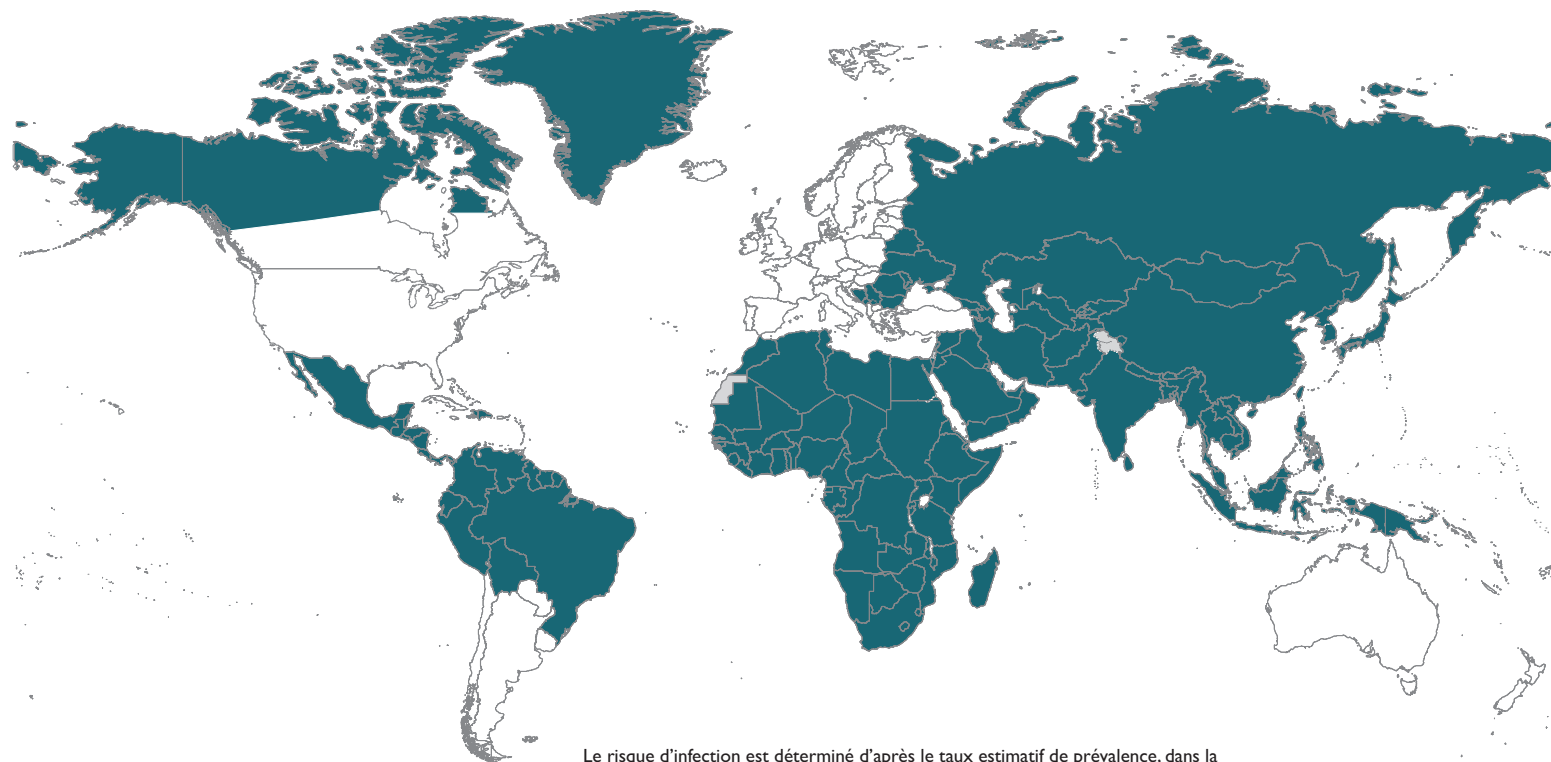 Le risque d’infection est déterminé d’après le taux estimatif de prévalence, dans la